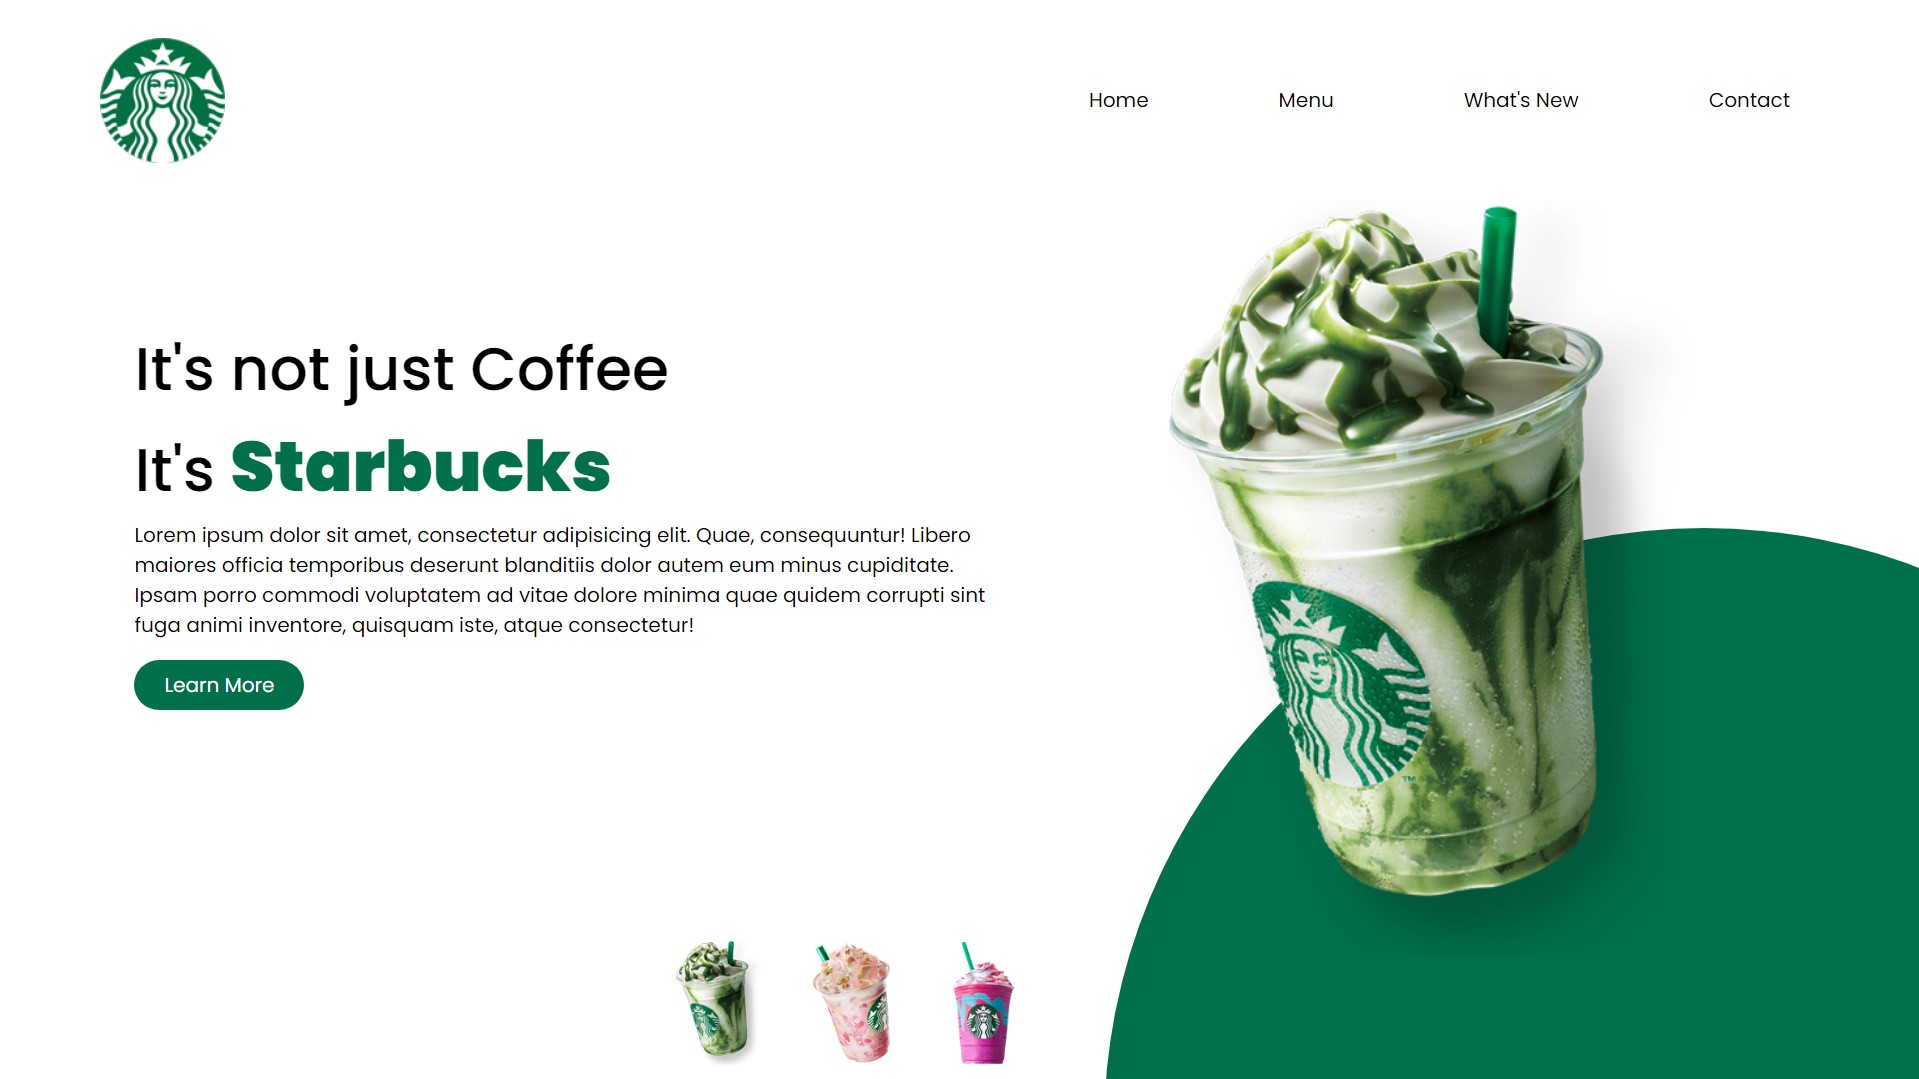 Home Menu What's New Contact
It's not just Coffee
It's Starbucks
Lorem ipsum dolor sit amet, consectetur adipisicing elit. Quae, consequuntur! Libero
maiores officia temporibus deserunt blanditiis dolor autem eum minus cupiditate.
Ipsam porro commodi voluptatem ad vitae dolore minima quae quidem corrupti sint
fuga animi inventore, quisquam iste, atque consectetur!
Learn More
TM